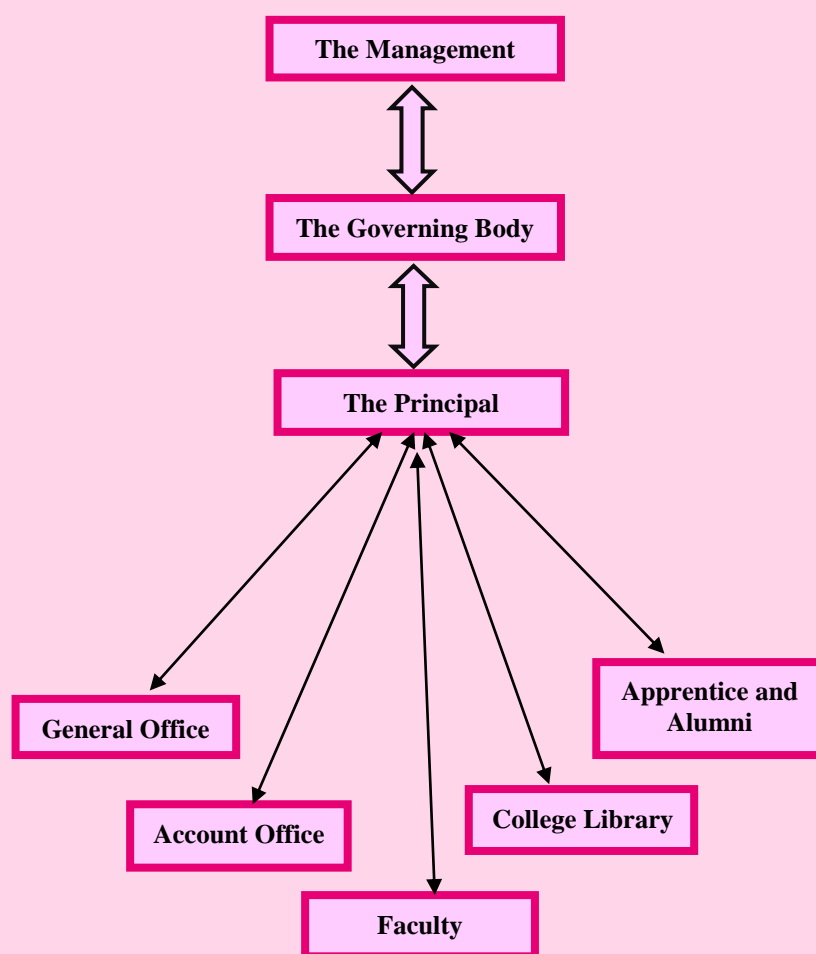 The Management
The Governing Body
The Principal
General Office
Apprentice and
Alumni
Account Office
College Library
Faculty